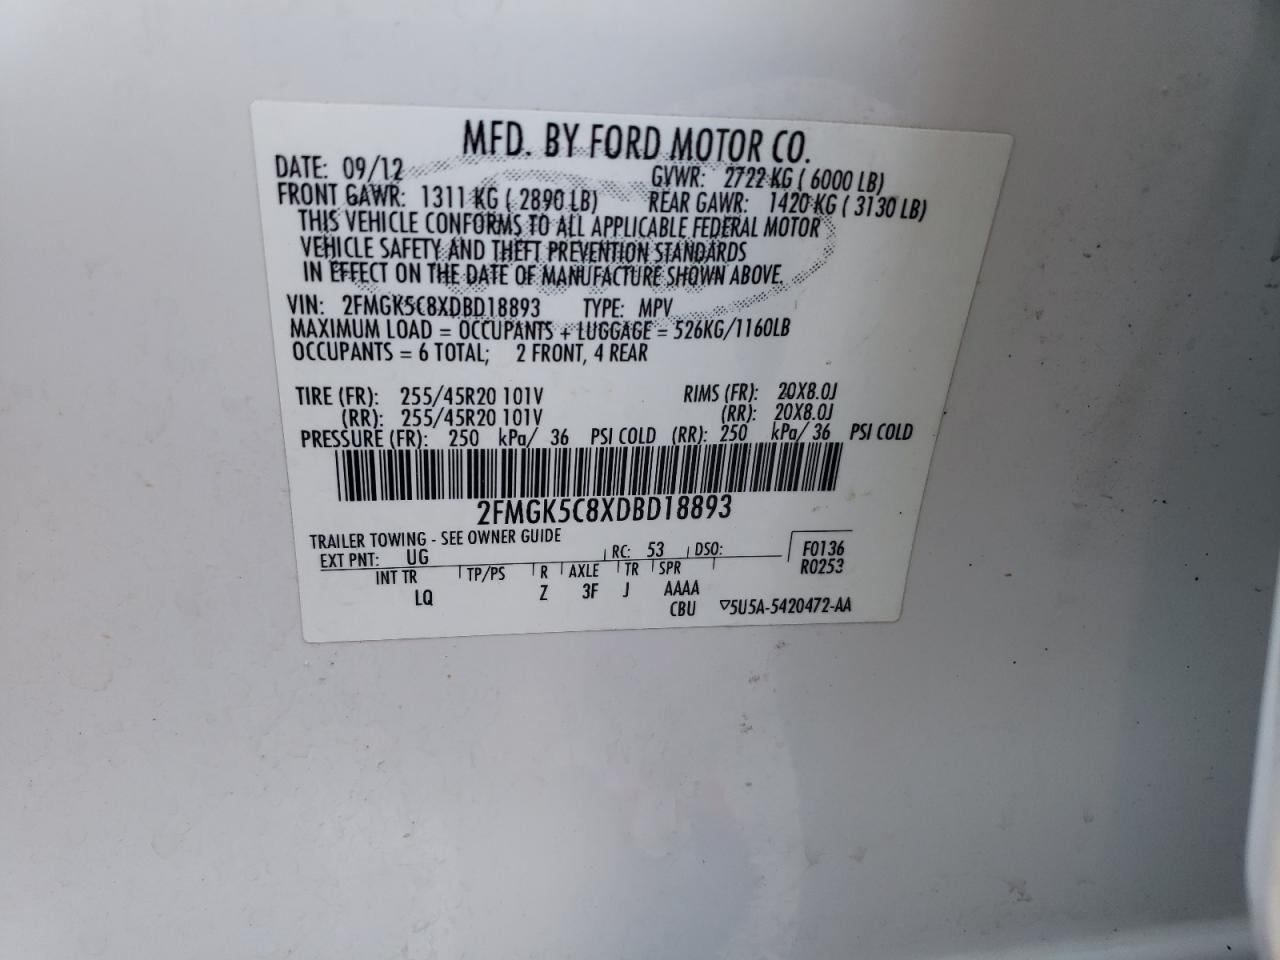 MFD. BY FORD MOTOR CO.
DATE: 09/12 GVWR: 2722 KG ( 6000 LB)
FRONT GAWR: 1311 KG ( 2890 LB) REAR GAWR: 1420 KG ( 3130 LB)
THIS VEHICLE CONFORMS TO ALL APPLICABLE FEDERAL MOTOR
VEHICLE SAFETY AND THEFT PREVENTION STANDARDS
IN EFFECT ON THE DATE OF MANUFACTURE SHOWN ABOVE.
VIN: 2FMGK5C8XDBD18893 TYPE: MPV
MAXIMUM LOAD = OCCUPANTS + LUGGAGE = 526KG/1160LB
OCCUPANTS = 6 TOTAL; 2 FRONT, 4 REAR
TIRE (FR): 255/45R20 101V RIMS (FR): 20X8.0J
(RR): 255/45R20 101V (RR): 20X8.0J
PRESSURE (FR): 250 kPa/ 36 PSI COLD (RR): 250 kPa/ 36 PSI COLD
2FMGK5C8XDBD18893
TRAILER TOWING - SEE OWNER GUIDE
EXT PNT: UG RC: 53 DSO: F0136
R0253
INT TR TP/PS R AXLE TR SPR
LQ Z 3F J AAAA
CBU ▽5U5A-5420472-AA